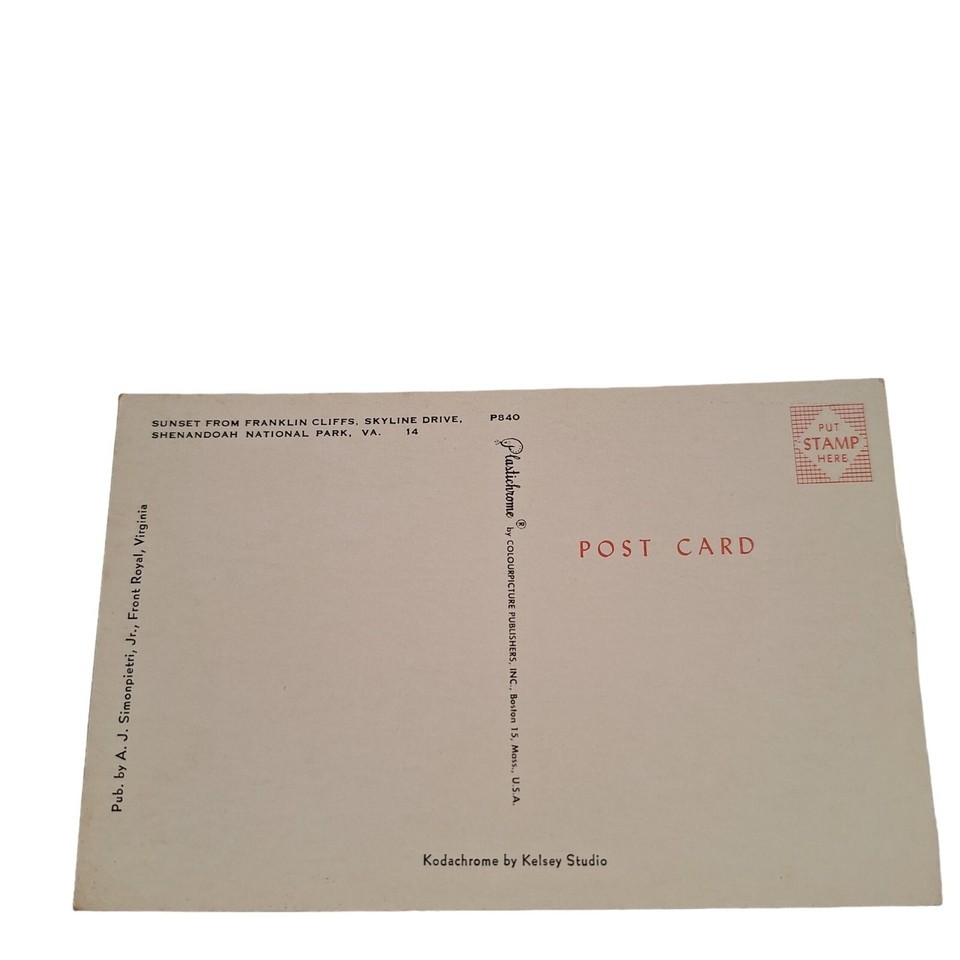 SUNSET FROM FRANKLIN CLIFFS, SKYLINE DRIVE,
SHENANDOAH NATIONAL PARK, VA. 14
P840
PUT
STAMP
HERE
POST CARD
Plastichrome ® by COLOURPICTURE PUBLISHERS, INC., Boston 15, Mass., U.S.A.
Pub. by A. J. Simonpietri, Jr., Front Royal, Virginia
Kodachrome by Kelsey Studio